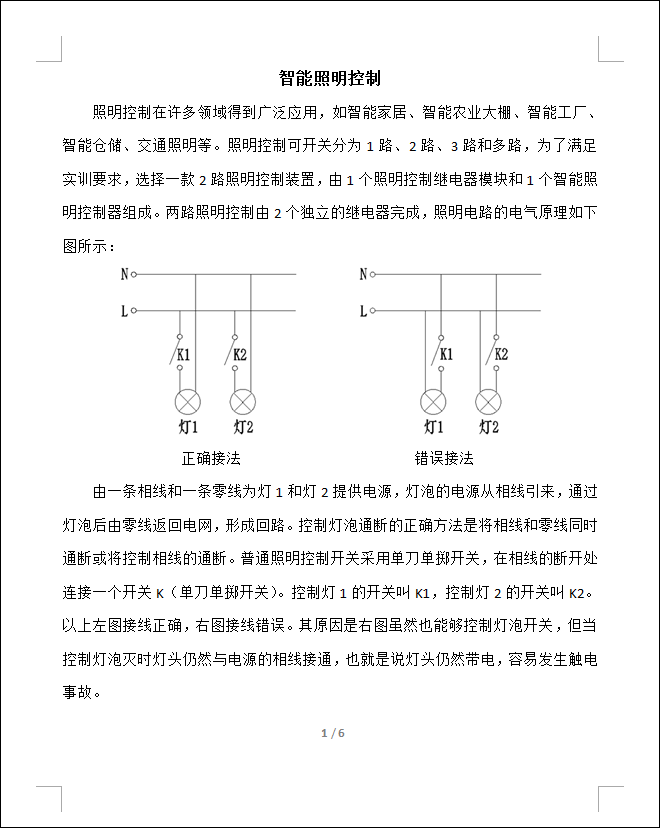 智能照明控制
照明控制在许多领域得到广泛应用，如智能家居、智能农业大棚、智能工厂、
智能仓储、交通照明等。照明控制可开关分为 1 路、2 路、3 路和多路，为了满足
实训要求，选择一款 2 路照明控制装置，由 1 个照明控制继电器模块和 1 个智能照
明控制器组成。两路照明控制由 2 个独立的继电器完成，照明电路的电气原理如下
图所示：
N N
L L
K1 K2 K1 K2
灯1 灯2 灯1 灯2
正确接法 错误接法
由一条相线和一条零线为灯 1 和灯 2 提供电源，灯泡的电源从相线引来，通过
灯泡后由零线返回电网，形成回路。控制灯泡通断的正确方法是将相线和零线同时
通断或将控制相线的通断。普通照明控制开关采用单刀单掷开关，在相线的断开处
连接一个开关 K（单刀单掷开关）。控制灯 1 的开关叫 K1，控制灯 2 的开关叫 K2。
以上左图接线正确，右图接线错误。其原因是右图虽然也能够控制灯泡开关，但当
控制灯泡灭时灯头仍然与电源的相线接通，也就是说灯头仍然带电，容易发生触电
事故。
1 / 6